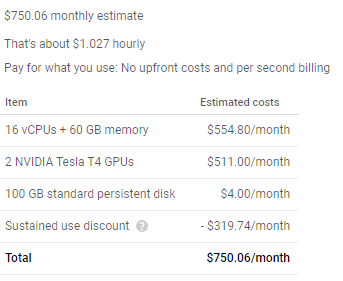 $750.06 monthly estimate
That's about $1.027 hourly
Pay for what you use: No upfront costs and per second billing
Item Estimated costs
16 vCPUs + 60 GB memory $554.80/month
2 NVIDIA Tesla T4 GPUs $511.00/month
100 GB standard persistent disk $4.00/month
Sustained use discount ? - $319.74/month
Total $750.06/month